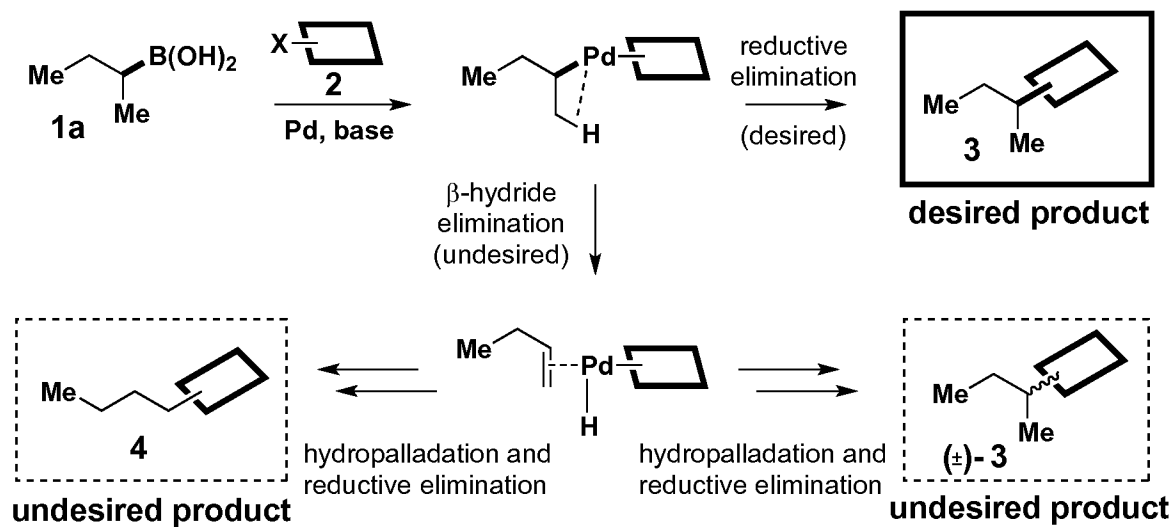 Me
B(OH)2
Me
1a
X
2
Pd, base
Me
Pd
H
reductive
elimination
(desired)
Me
Me
3
desired product
β-hydride
elimination
(undesired)
Me
4
undesired product
Me
Pd
H
hydropalladation and
reductive elimination
hydropalladation and
reductive elimination
Me
Me
(±)- 3
undesired product